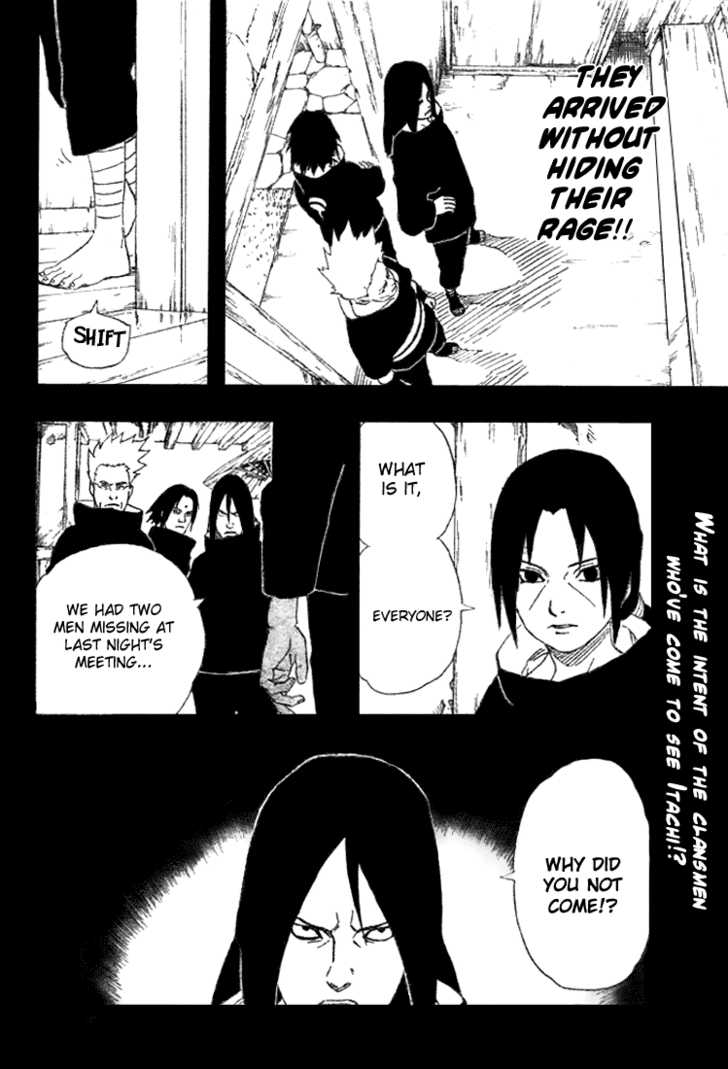 THEY
ARRIVED
WITHOUT
HIDING
THEIR
RAGE!!
SHIFT
WHAT
IS IT,
EVERYONE?
WE HAD TWO
MEN MISSING AT
LAST NIGHT'S
MEETING...
WHAT IS THE INTENT OF THE CLANSMEN
WHO'VE COME TO SEE ITACHI!?
WHY DID
YOU NOT
COME!?